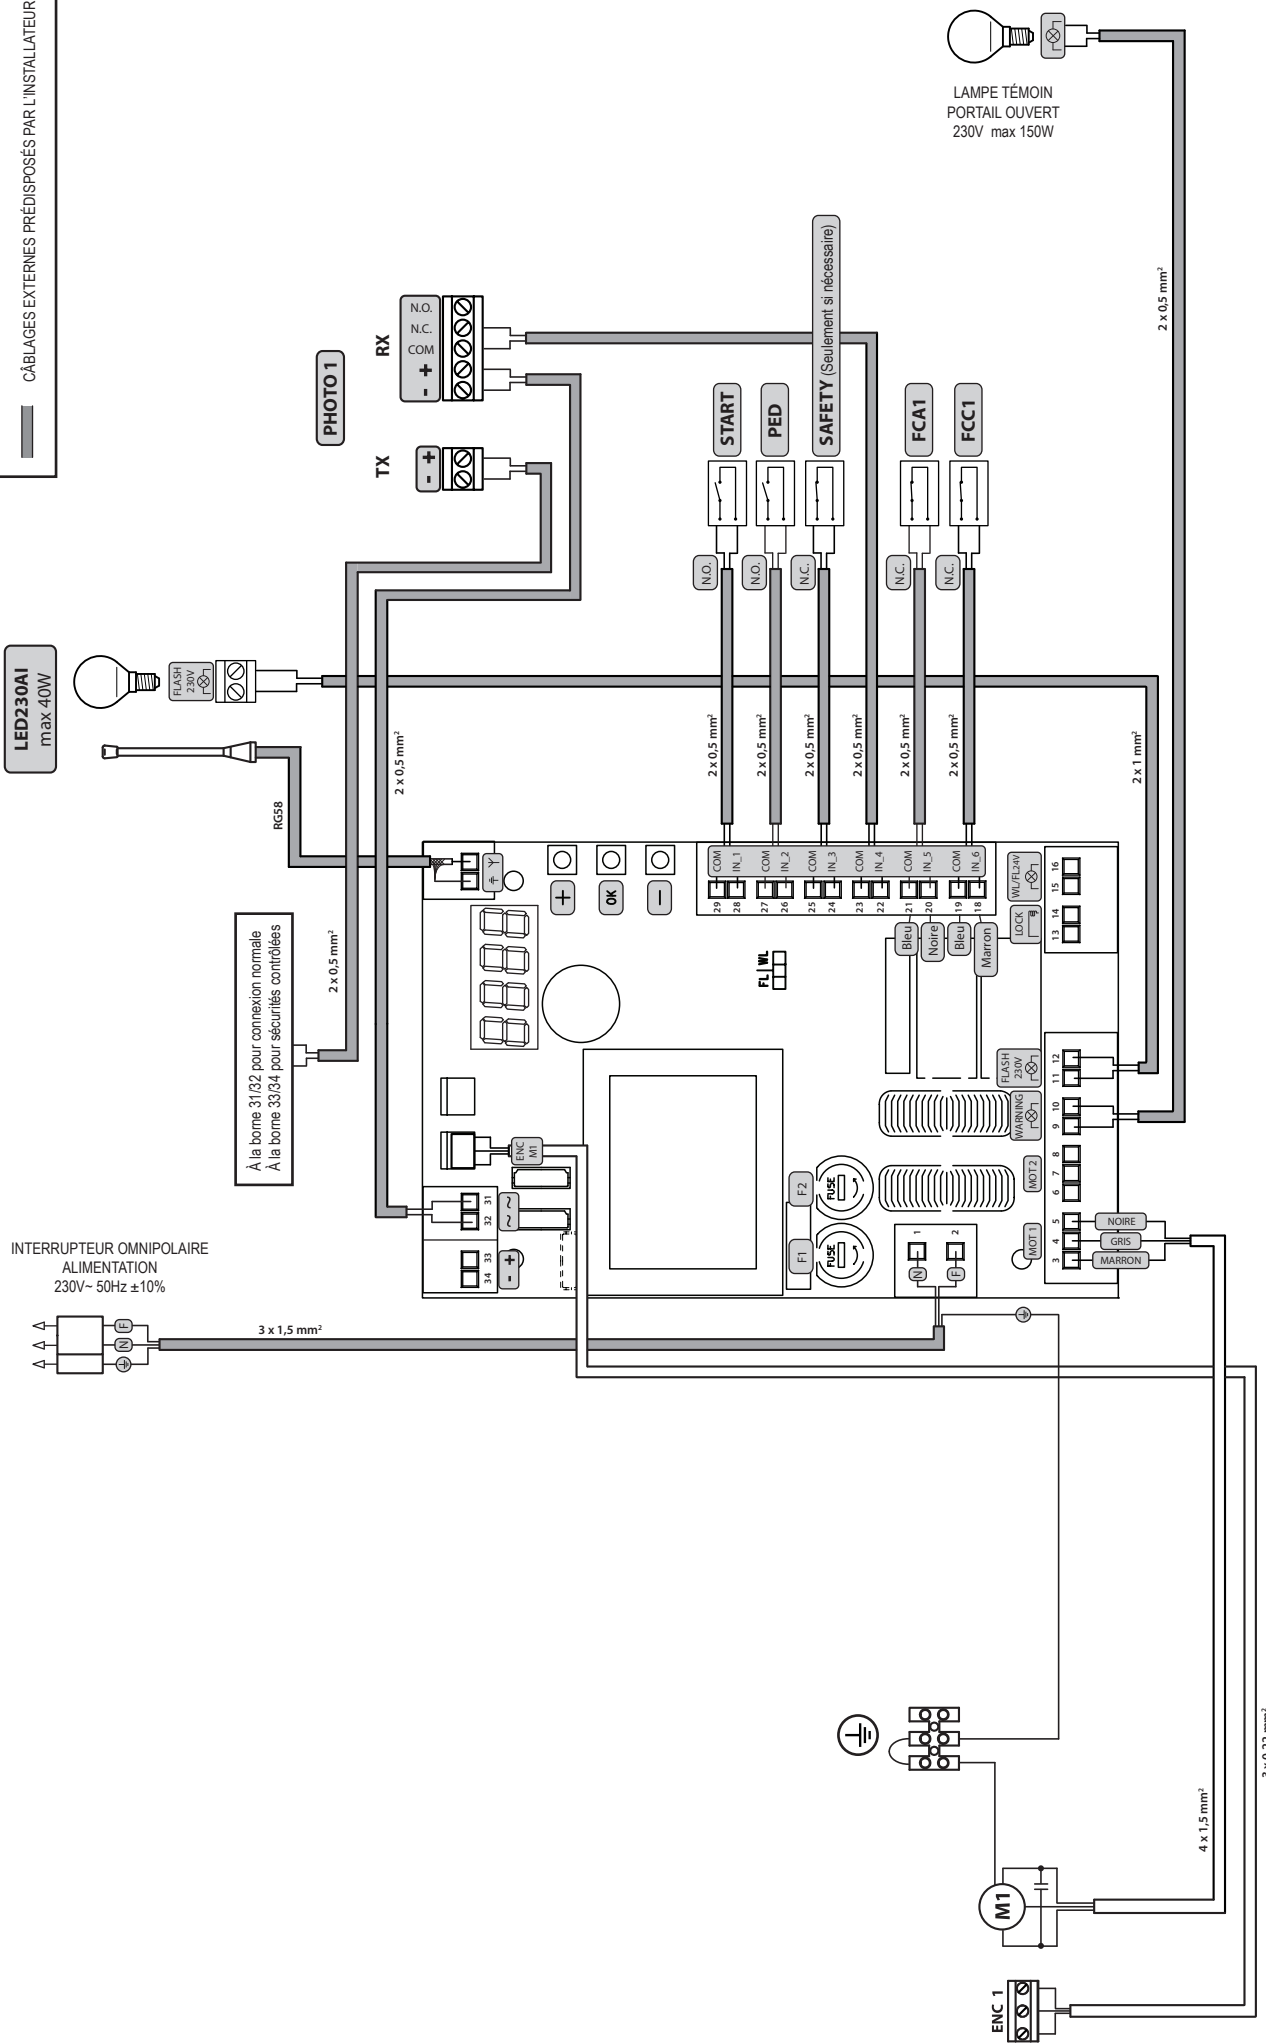 CÂBLAGES EXTERNES PRÉDISPOSÉS PAR L'INSTALLATEUR
LAMPE TÉMOIN
PORTAIL OUVERT
230V max 150W
2 x 0,5 mm²
PHOTO 1
RX
N.O.
N.C.
COM
+
-
TX
+
-
LED230AI
max 40W
FLASH
230V
RG58
2 x 0,5 mm²
À la borne 31/32 pour connexion normale
À la borne 33/34 pour sécurités contrôlées
2 x 0,5 mm²
START
PED
SAFETY (Seulement si nécessaire)
FCA1
FCC1
N.O.
N.O.
N.C.
N.C.
N.C.
2 x 0,5 mm²
2 x 0,5 mm²
2 x 0,5 mm²
2 x 0,5 mm²
2 x 0,5 mm²
2 x 0,5 mm²
2 x 1 mm²
+
OK
-
COM
IN_1
COM
IN_2
COM
IN_3
COM
IN_4
COM
IN_5
COM
IN_6
29
28
27
26
25
24
23
22
21
20
19
18
Bleu
Noire
Bleu
Marron
FL WL
WL/FL24V
LOCK
16
15
14
13
FLASH
230V
WARNING
12
11
10
9
8
7
6
5
4
3
MOT 2
MOT 1
NOIRE
GRIS
MARRON
ENC
M1
31
32
33
34
~ ~
- +
F2
F1
FUSE
FUSE
1
2
N
F
INTERRUPTEUR OMNIPOLAIRE
ALIMENTATION
230V~ 50Hz ±10%
F
N
3 x 1,5 mm²
4 x 1,5 mm²
3 x 0,22 mm²
M1
ENC 1